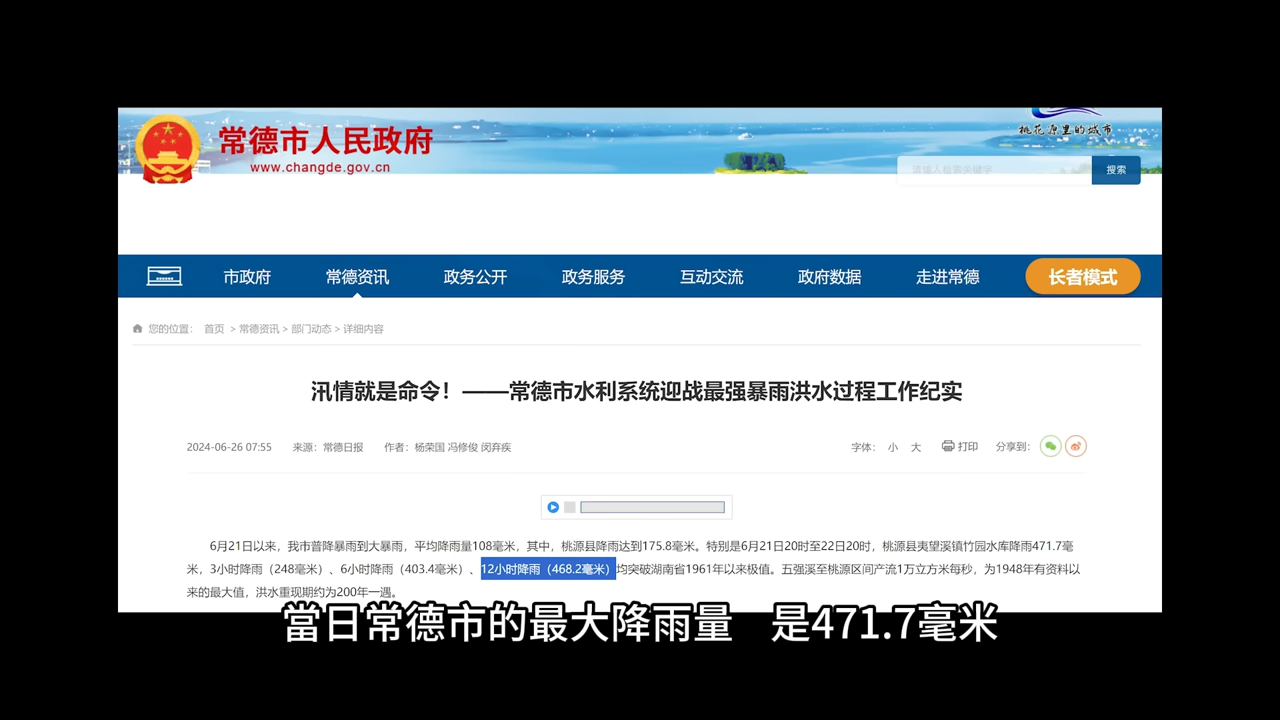 常德市人民政府
www.changde.gov.cn
桃花源里的城市
请输入检索关键字
搜索
市政府
常德资讯
政务公开
政务服务
互动交流
政府数据
走进常德
长者模式
您的位置: 首页 > 常德资讯 > 部门动态 > 详细内容
汛情就是命令！——常德市水利系统迎战最强暴雨洪水过程工作纪实
2024-06-26 07:55 来源：常德日报 作者：杨荣国 冯修俊 闵弃疾
字体： 小 大 打印 分享到：
6月21日以来，我市普降暴雨到大暴雨，平均降雨量108毫米，其中，桃源县降雨达到175.8毫米。特别是6月21日20时至22日20时，桃源县夷望溪镇竹园水库降雨471.7毫
米，3小时降雨（248毫米）、6小时降雨（403.4毫米）、12小时降雨（468.2毫米）均突破湖南省1961年以来极值。五强溪至桃源区间产流1万立方米每秒，为1948年有资料以
来的最大值，洪水重现期约为200年一遇。
當日常德市的最大降雨量 是471.7毫米